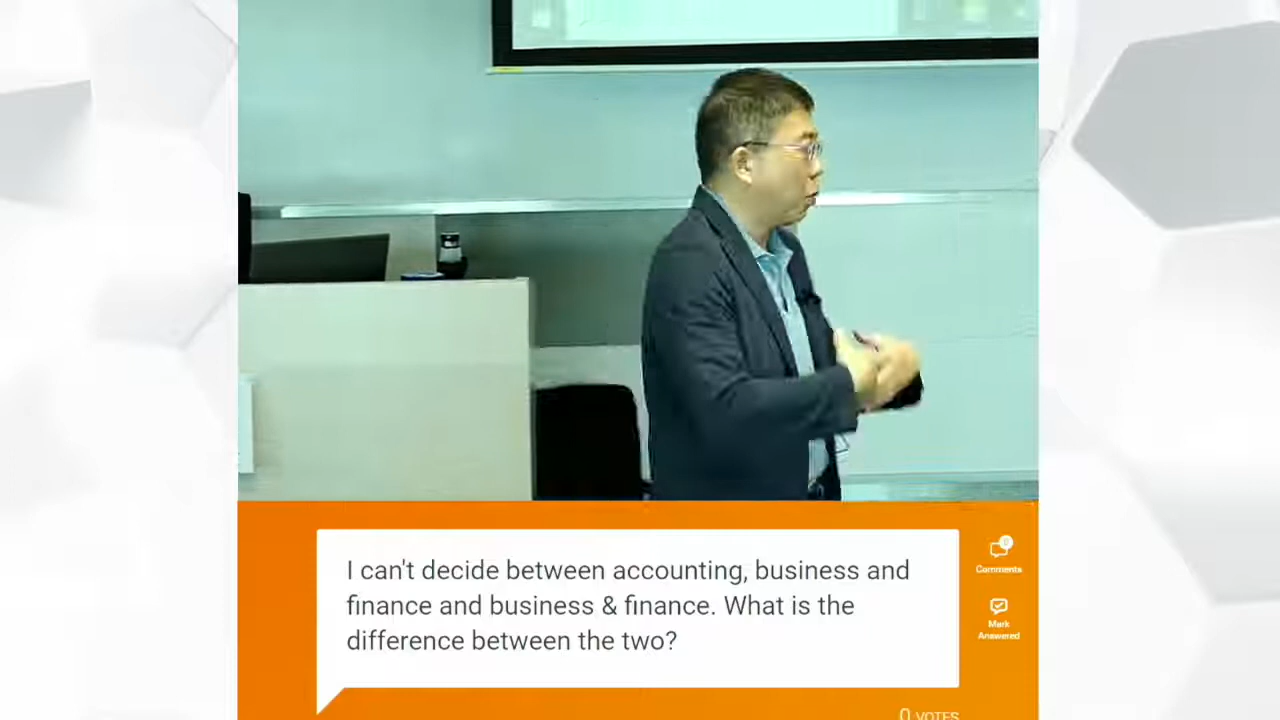 I can't decide between accounting, business and
finance and business & finance. What is the
difference between the two?
Comments
Mark
Answered
0 VOTES